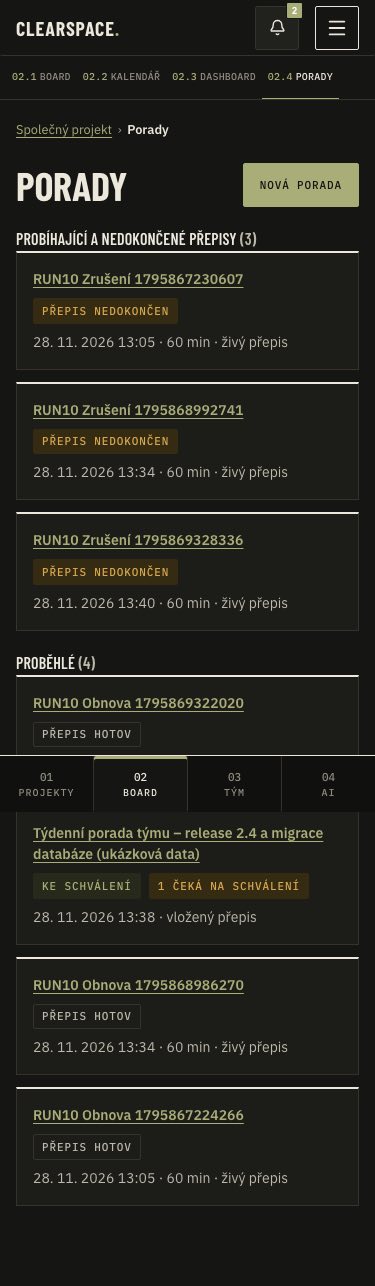 CLEARSPACE.
2
02.1 BOARD 02.2 KALENDÁŘ 02.3 DASHBOARD 02.4 PORADY
Společný projekt › Porady
PORADY
NOVÁ PORADA
PROBÍHAJÍCÍ A NEDOKONČENÉ PŘEPISY (3)
RUN10 Zrušení 1795867230607
PŘEPIS NEDOKONČEN
28. 11. 2026 13:05 · 60 min · živý přepis
RUN10 Zrušení 1795868992741
PŘEPIS NEDOKONČEN
28. 11. 2026 13:34 · 60 min · živý přepis
RUN10 Zrušení 1795869328336
PŘEPIS NEDOKONČEN
28. 11. 2026 13:40 · 60 min · živý přepis
PROBĚHLÉ (4)
RUN10 Obnova 1795869322020
PŘEPIS HOTOV
01 02 03 04
PROJEKTY BOARD TÝM AI
Týdenní porada týmu – release 2.4 a migrace
databáze (ukázková data)
KE SCHVÁLENÍ 1 ČEKÁ NA SCHVÁLENÍ
28. 11. 2026 13:38 · vložený přepis
RUN10 Obnova 1795868986270
PŘEPIS HOTOV
28. 11. 2026 13:34 · 60 min · živý přepis
RUN10 Obnova 1795867224266
PŘEPIS HOTOV
28. 11. 2026 13:05 · 60 min · živý přepis